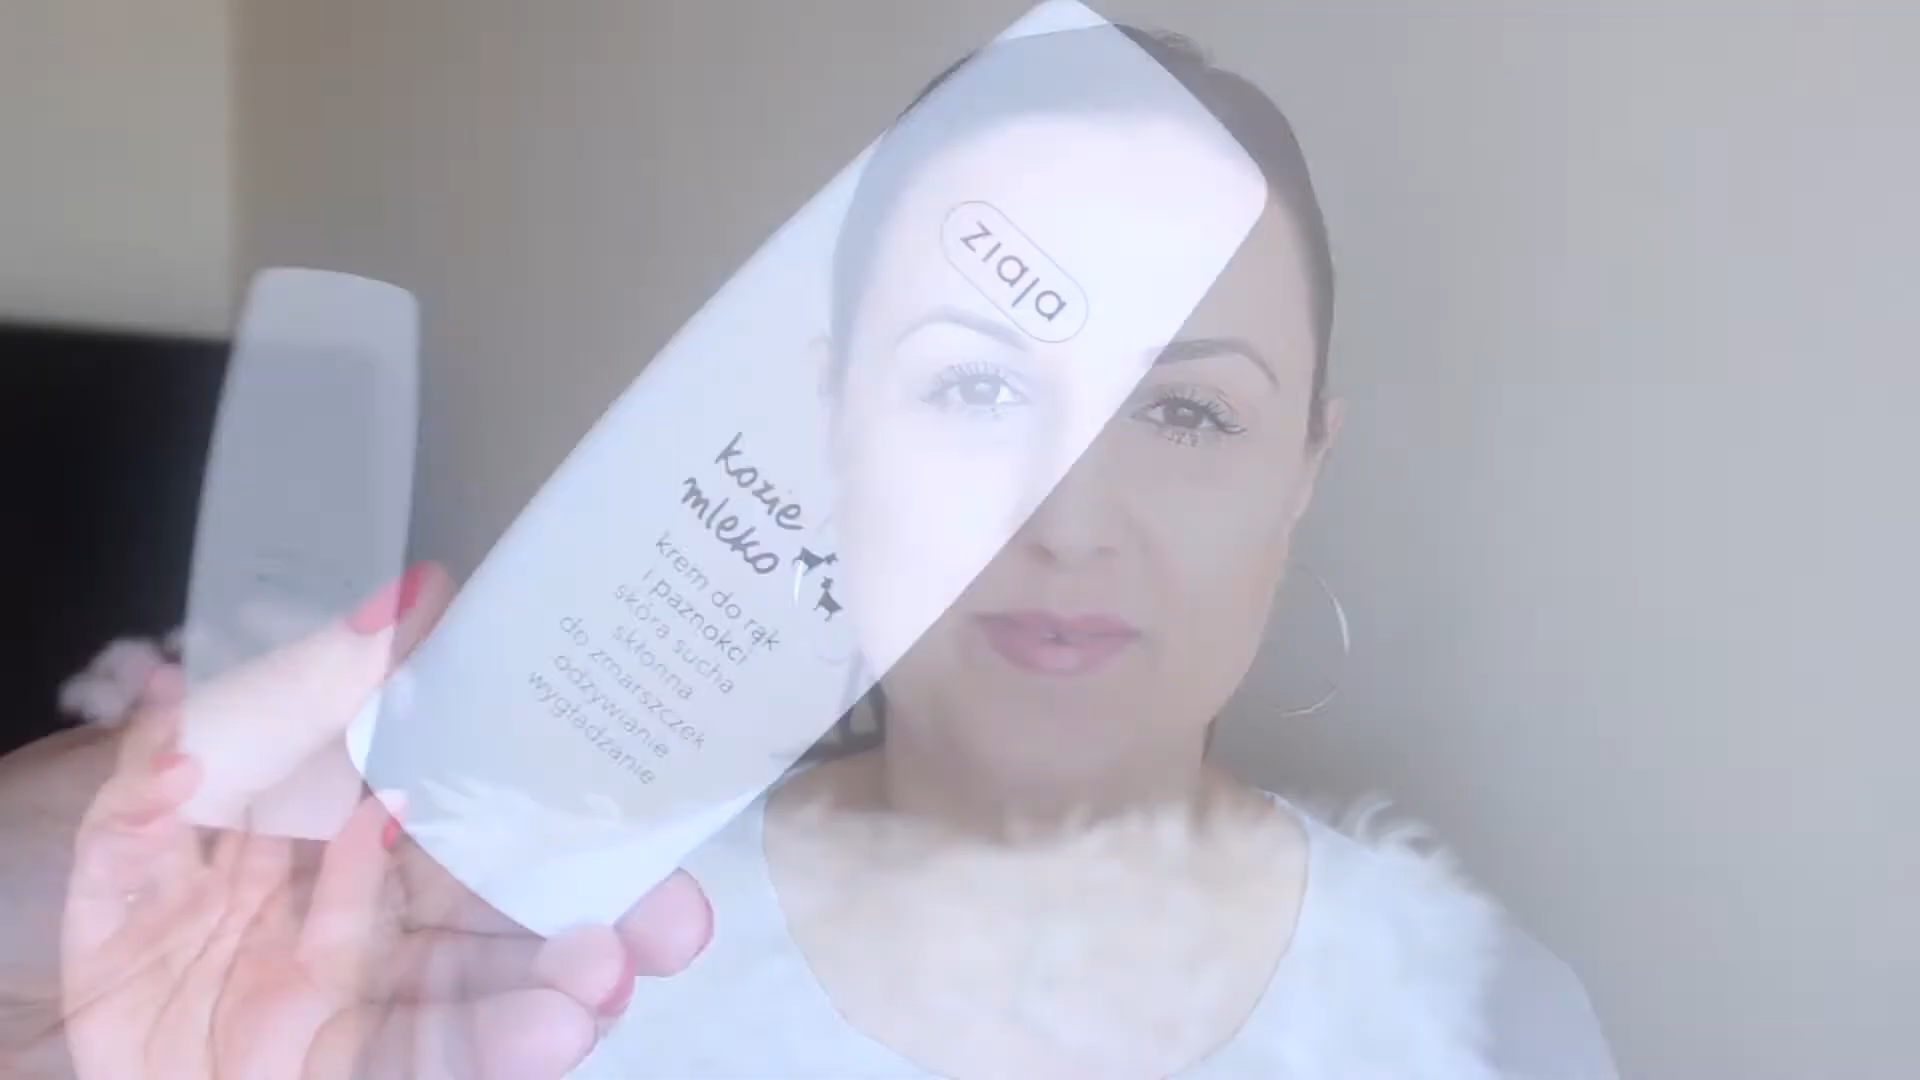 ziaja
kozie
mleko
krem do rąk
i paznokci
skóra sucha
skłonna
do zmarszczek
odżywianie
wygładzanie